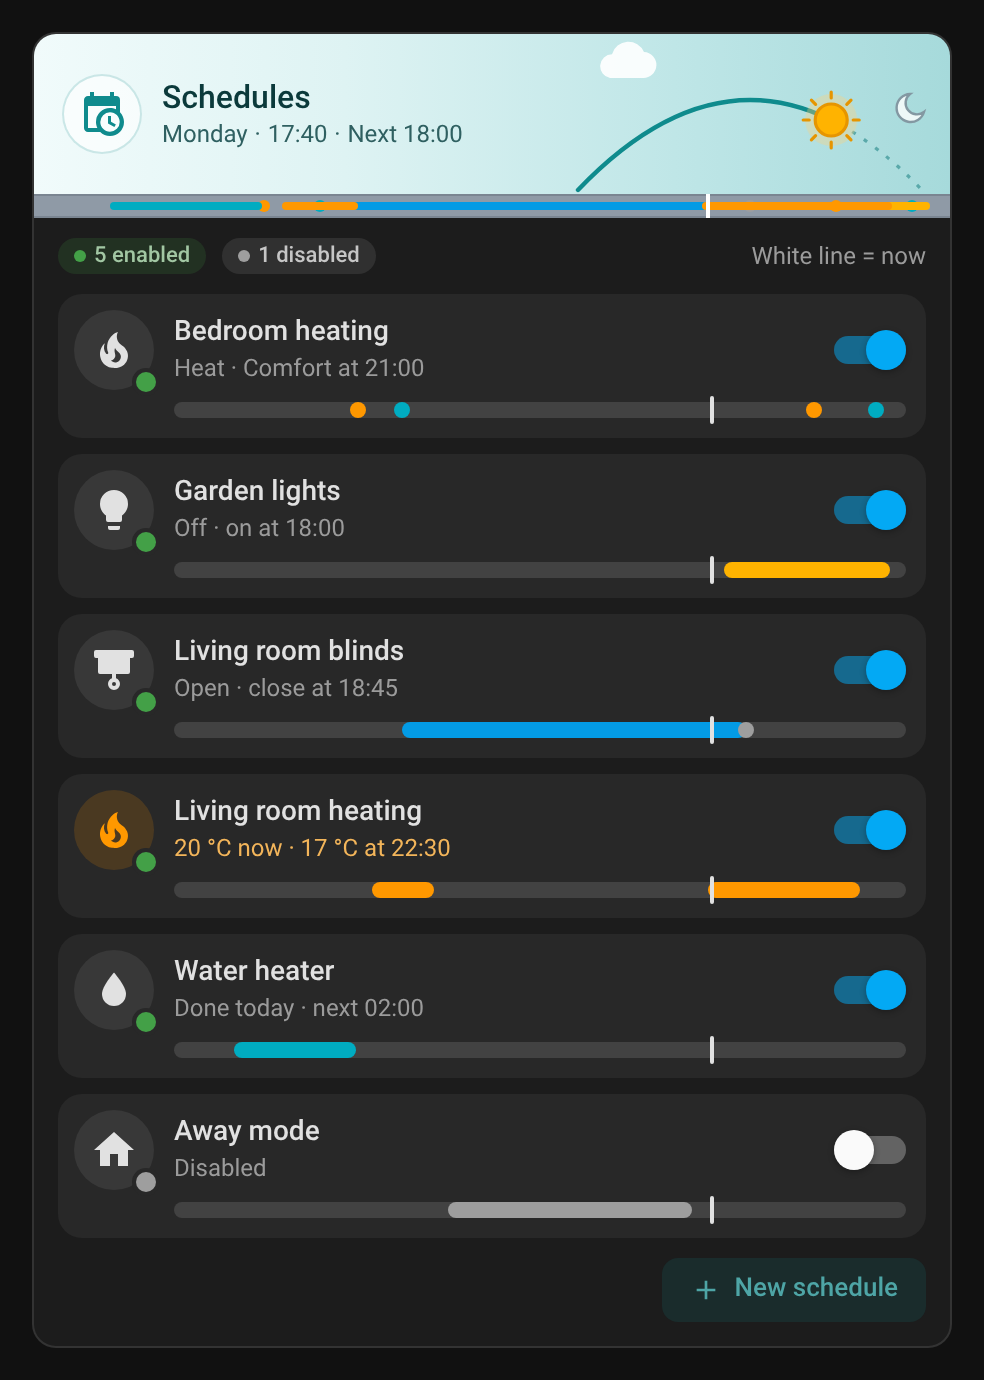 Schedules
Monday · 17:40 · Next 18:00
5 enabled
1 disabled
White line = now
Bedroom heating
Heat · Comfort at 21:00
Garden lights
Off · on at 18:00
Living room blinds
Open · close at 18:45
Living room heating
20 °C now · 17 °C at 22:30
Water heater
Done today · next 02:00
Away mode
Disabled
+ New schedule